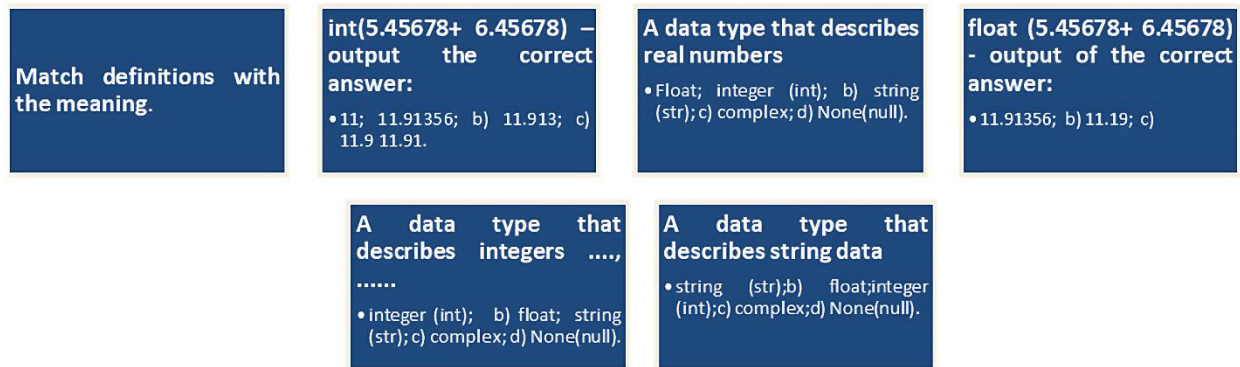 Match definitions with
the meaning.
int(5.45678+ 6.45678) –
output the correct
answer:
•11; 11.91356; b) 11.913; c)
11.9 11.91.
A data type that describes
real numbers
•Float; integer (int); b) string
(str); c) complex; d) None(null).
float (5.45678+ 6.45678)
- output of the correct
answer:
•11.91356; b) 11.19; c)
A data type that
describes integers ....,
......
•integer (int); b) float; string
(str); c) complex; d) None(null).
A data type that
describes string data
•string (str);b) float;integer
(int);c) complex;d) None(null).